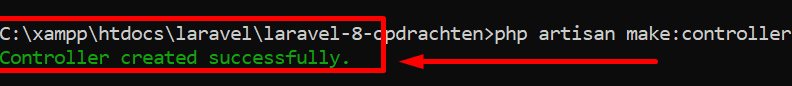 C:\xampp\htdocs\laravel\laravel-8-opdrachten>php artisan make:controller
Controller created successfully.